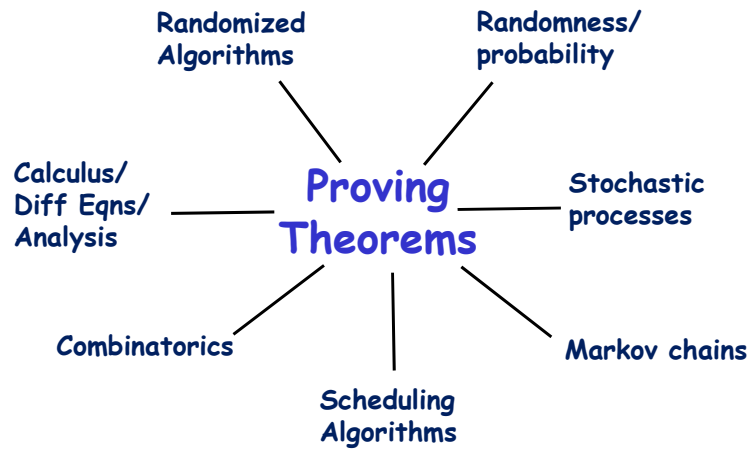 Randomized
Algorithms
Randomness/
probability
Calculus/
Diff Eqns/
Analysis
Proving
Theorems
Stochastic
processes
Combinatorics
Markov chains
Scheduling
Algorithms